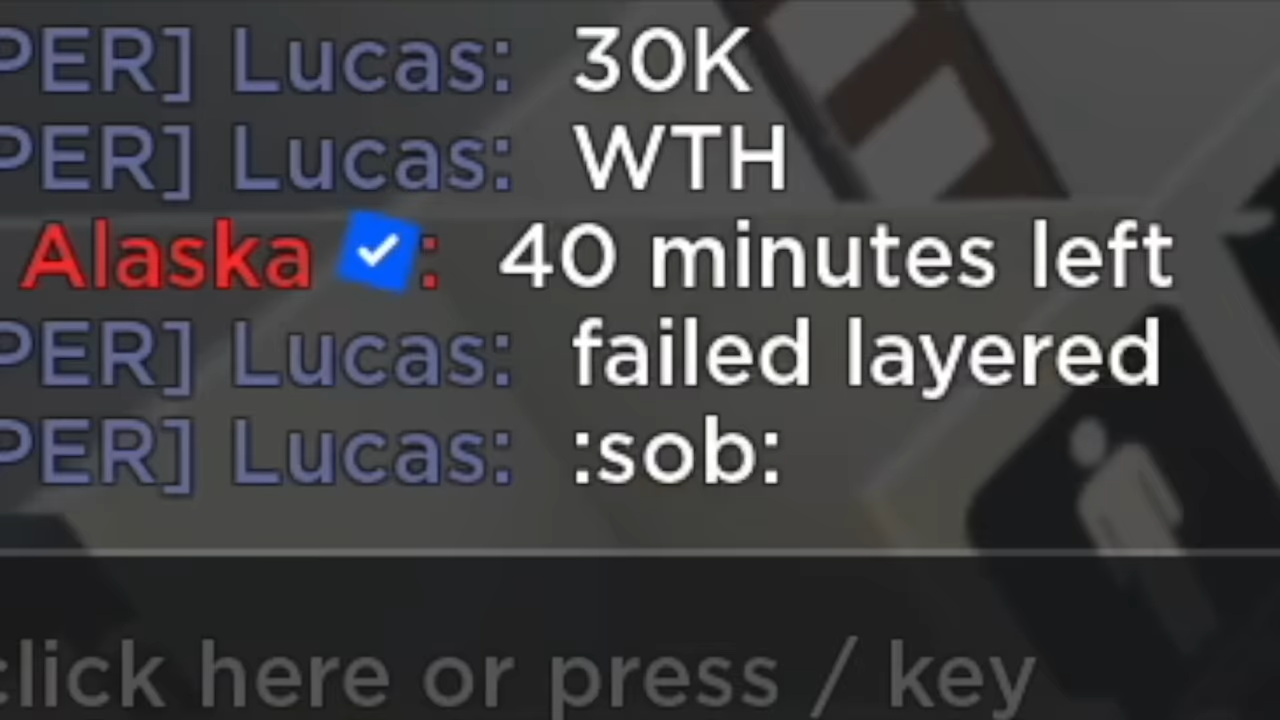 PER] Lucas: 30K
PER] Lucas: WTH
Alaska : 40 minutes left
PER] Lucas: failed layered
PER] Lucas: :sob:
click here or press / key